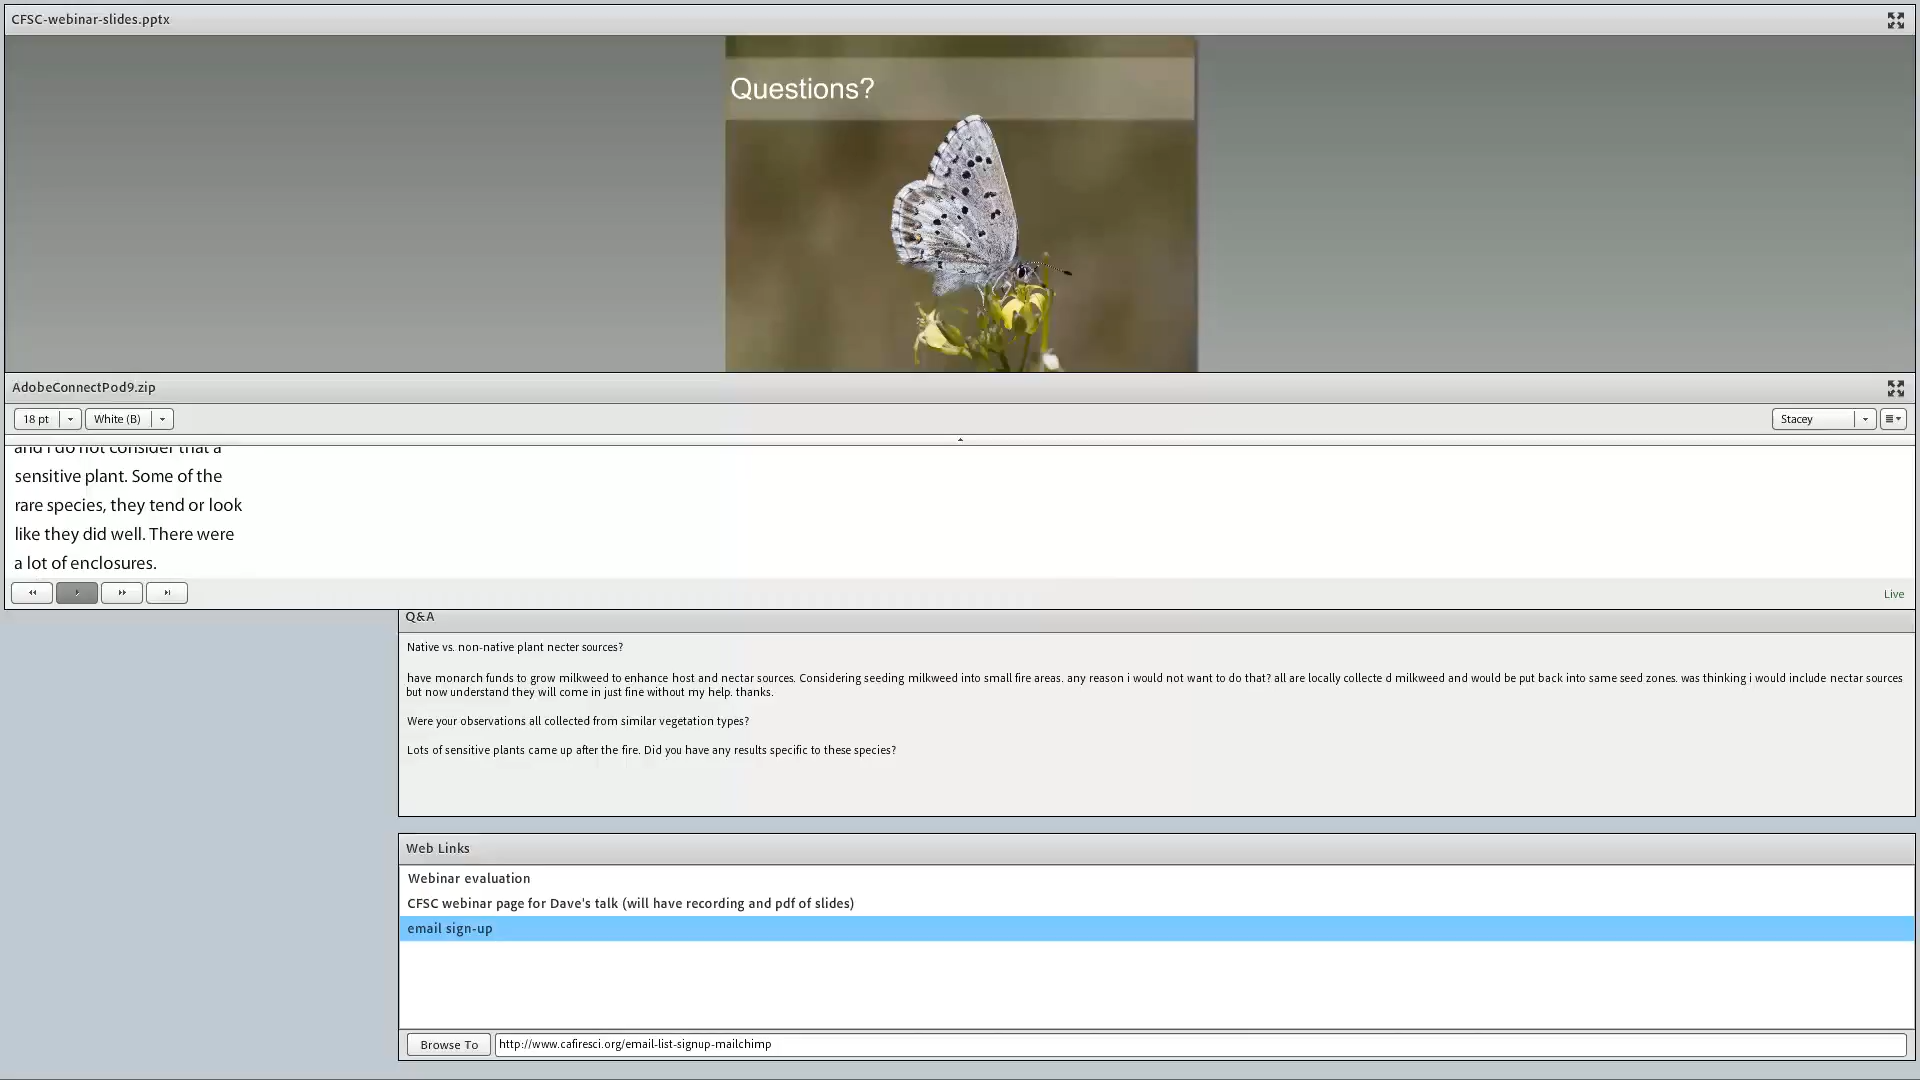 CFSC-webinar-slides.pptx
Questions?
AdobeConnectPod9.zip
18 pt
White (B)
Stacey
and i do not consider that a
sensitive plant. Some of the
rare species, they tend or look
like they did well. There were
a lot of enclosures.
Live
Q&A
Native vs. non-native plant necter sources?
have monarch funds to grow milkweed to enhance host and nectar sources. Considering seeding milkweed into small fire areas. any reason i would not want to do that? all are locally collecte d milkweed and would be put back into same seed zones. was thinking i would include nectar sources
but now understand they will come in just fine without my help. thanks.
Were your observations all collected from similar vegetation types?
Lots of sensitive plants came up after the fire. Did you have any results specific to these species?
Web Links
Webinar evaluation
CFSC webinar page for Dave's talk (will have recording and pdf of slides)
email sign-up
Browse To
http://www.cafiresci.org/email-list-signup-mailchimp